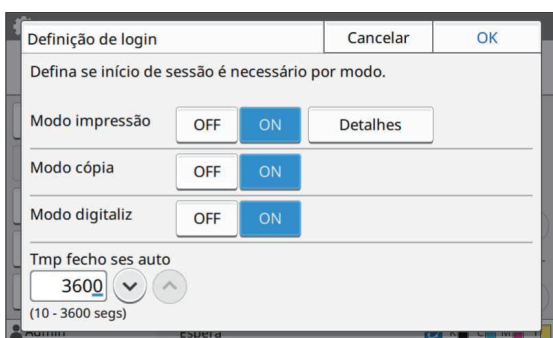 Definição de login
Cancelar
OK
Defina se início de sessão é necessário por modo.
Modo impressão
OFF
ON
Detalhes
Modo cópia
OFF
ON
Modo digitaliz
OFF
ON
Tmp fecho ses auto
3600
(10 - 3600 segs)
Admin
Espera
K
C
M